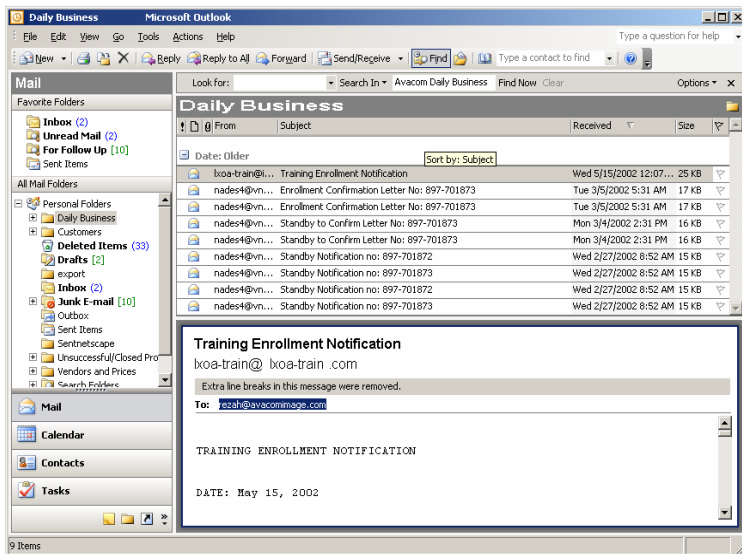 Daily Business Microsoft Outlook
File Edit View Go Tools Actions Help Type a question for help
New Reply Reply to All Forward Send/Receive Find Type a contact to find
Mail
Look for: Search In Avacom Daily Business Find Now Clear Options
Favorite Folders
Inbox (2)
Unread Mail (2)
For Follow Up [10]
Sent Items
All Mail Folders
Personal Folders
Daily Business
Customers
Deleted Items (33)
Drafts [2]
export
Inbox (2)
Junk E-mail [10]
Outbox
Sent Items
Sentnetscape
Unsuccessful/Closed Pro
Vendors and Prices
Search Folders
Mail
Calendar
Contacts
Tasks
Daily Business
From Subject Received Size
Date: Older
Sort by: Subject
lxoa-train@i... Training Enrollment Notification Wed 5/15/2002 12:07... 25 KB
nades4@vn... Enrollment Confirmation Letter No: 897-701873 Tue 3/5/2002 5:31 AM 17 KB
nades4@vn... Enrollment Confirmation Letter No: 897-701873 Tue 3/5/2002 5:31 AM 17 KB
nades4@vn... Standby to Confirm Letter No: 897-701873 Mon 3/4/2002 2:31 PM 16 KB
nades4@vn... Standby to Confirm Letter No: 897-701873 Mon 3/4/2002 2:31 PM 16 KB
nades4@vn... Standby Notification no: 897-701872 Wed 2/27/2002 8:52 AM 15 KB
nades4@vn... Standby Notification no: 897-701873 Wed 2/27/2002 8:52 AM 15 KB
nades4@vn... Standby Notification no: 897-701872 Wed 2/27/2002 8:52 AM 15 KB
nades4@vn... Standby Notification no: 897-701873 Wed 2/27/2002 8:52 AM 15 KB
Training Enrollment Notification
lxoa-train@ lxoa-train .com
Extra line breaks in this message were removed.
To: rezah@avacomimage.com
TRAINING ENROLLMENT NOTIFICATION
DATE: May 15, 2002
9 Items